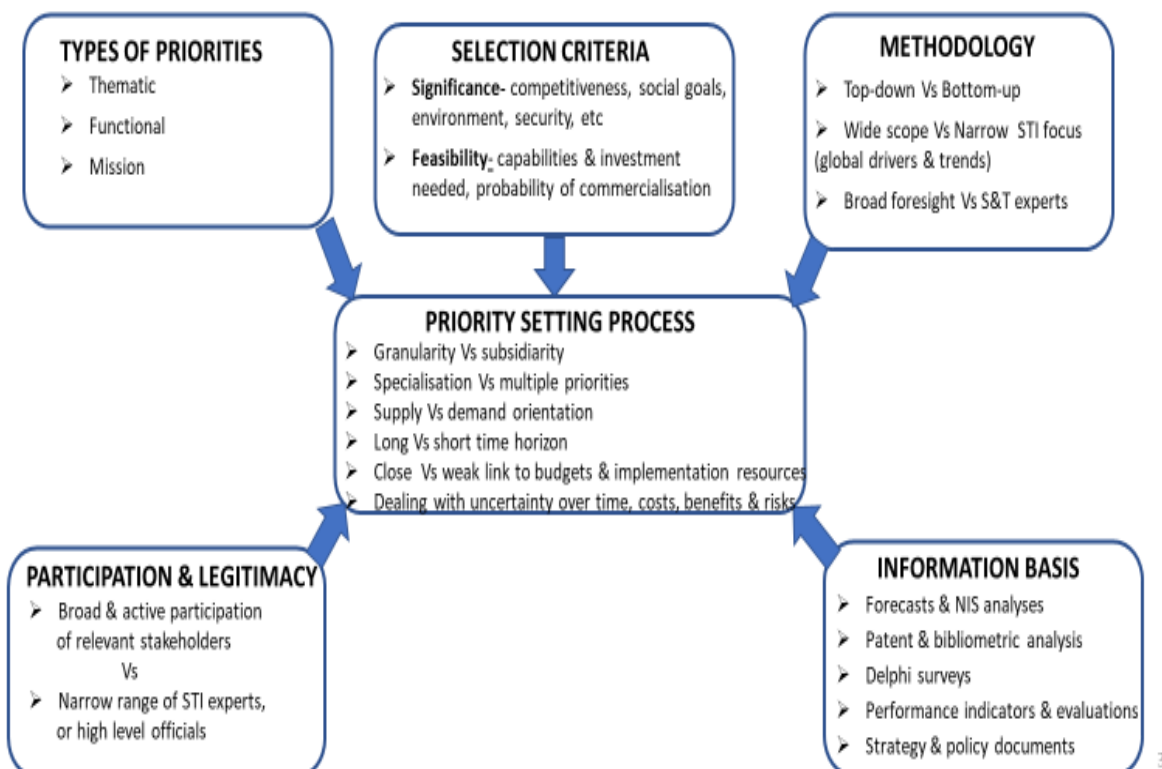 TYPES OF PRIORITIES
➢ Thematic
➢ Functional
➢ Mission
SELECTION CRITERIA
➢ Significance- competitiveness, social goals,
environment, security, etc
➢ Feasibility- capabilities & investment
needed, probability of commercialisation
METHODOLOGY
➢ Top-down Vs Bottom-up
➢ Wide scope Vs Narrow STI focus
(global drivers & trends)
➢ Broad foresight Vs S&T experts
PRIORITY SETTING PROCESS
➢ Granularity Vs subsidiarity
➢ Specialisation Vs multiple priorities
➢ Supply Vs demand orientation
➢ Long Vs short time horizon
➢ Close Vs weak link to budgets & implementation resources
➢ Dealing with uncertainty over time, costs, benefits & risks
PARTICIPATION & LEGITIMACY
➢ Broad & active participation
of relevant stakeholders
Vs
➢ Narrow range of STI experts,
or high level officials
INFORMATION BASIS
➢ Forecasts & NIS analyses
➢ Patent & bibliometric analysis
➢ Delphi surveys
➢ Performance indicators & evaluations
➢ Strategy & policy documents